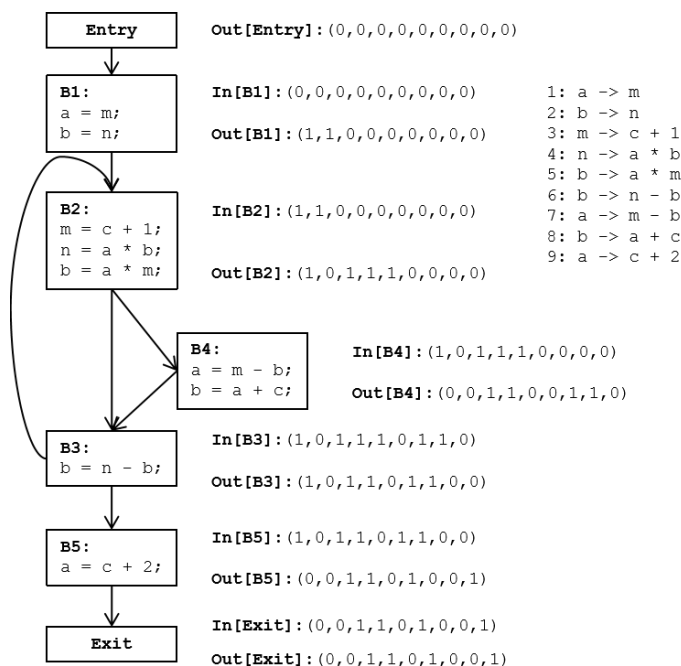 Entry
Out[Entry]:(0,0,0,0,0,0,0,0,0)
B1:
a = m;
b = n;
In[B1]:(0,0,0,0,0,0,0,0,0)
Out[B1]:(1,1,0,0,0,0,0,0,0)
1: a -> m
2: b -> n
3: m -> c + 1
4: n -> a * b
5: b -> a * m
6: b -> n - b
7: a -> m - b
8: b -> a + c
9: a -> c + 2
B2:
m = c + 1;
n = a * b;
b = a * m;
In[B2]:(1,1,0,0,0,0,0,0,0)
Out[B2]:(1,0,1,1,1,0,0,0,0)
B4:
a = m - b;
b = a + c;
In[B4]:(1,0,1,1,1,0,0,0,0)
Out[B4]:(0,0,1,1,0,0,1,1,0)
B3:
b = n - b;
In[B3]:(1,0,1,1,1,0,1,1,0)
Out[B3]:(1,0,1,1,0,1,1,0,0)
B5:
a = c + 2;
In[B5]:(1,0,1,1,0,1,1,0,0)
Out[B5]:(0,0,1,1,0,1,0,0,1)
Exit
In[Exit]:(0,0,1,1,0,1,0,0,1)
Out[Exit]:(0,0,1,1,0,1,0,0,1)